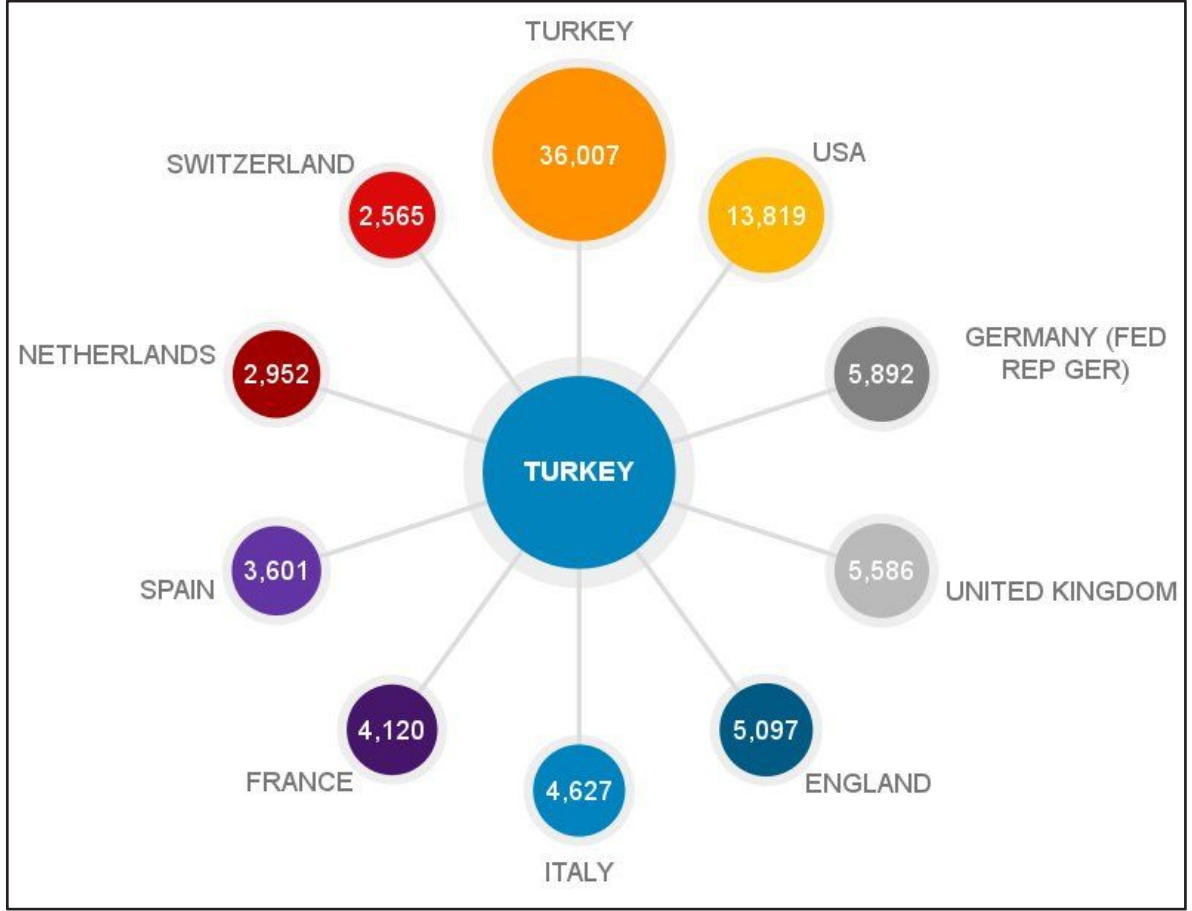 TURKEY
36,007
USA
13,819
SWITZERLAND
2,565
GERMANY (FED
REP GER)
5,892
NETHERLANDS
2,952
TURKEY
SPAIN
3,601
UNITED KINGDOM
5,586
FRANCE
4,120
ENGLAND
5,097
4,627
ITALY